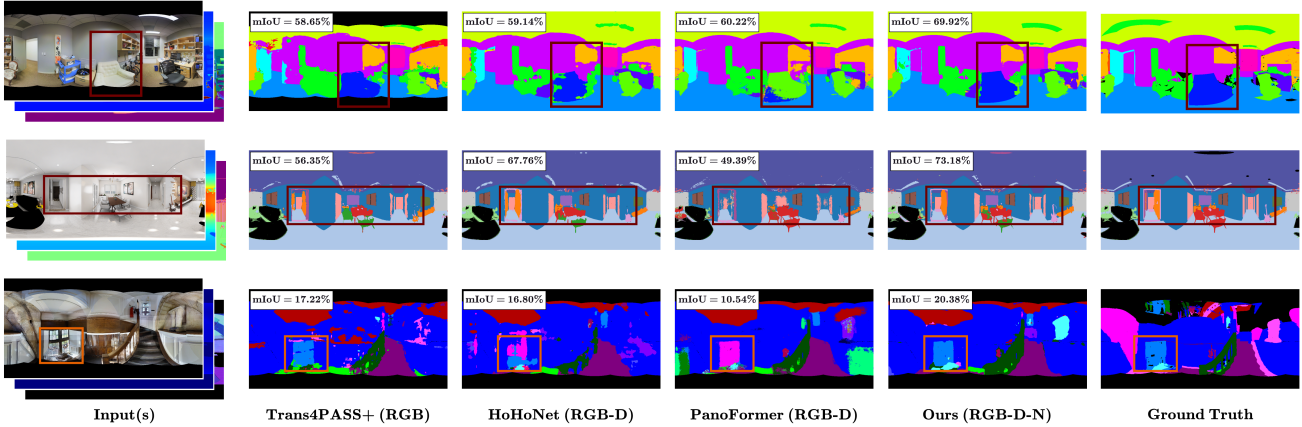 mIoU = 58.65%
mIoU = 59.14%
mIoU = 60.22%
mIoU = 69.92%
mIoU = 56.35%
mIoU = 67.76%
mIoU = 49.39%
mIoU = 73.18%
mIoU = 17.22%
mIoU = 16.80%
mIoU = 10.54%
mIoU = 20.38%
Input(s)
Trans4PASS+ (RGB)
HoHoNet (RGB-D)
PanoFormer (RGB-D)
Ours (RGB-D-N)
Ground Truth